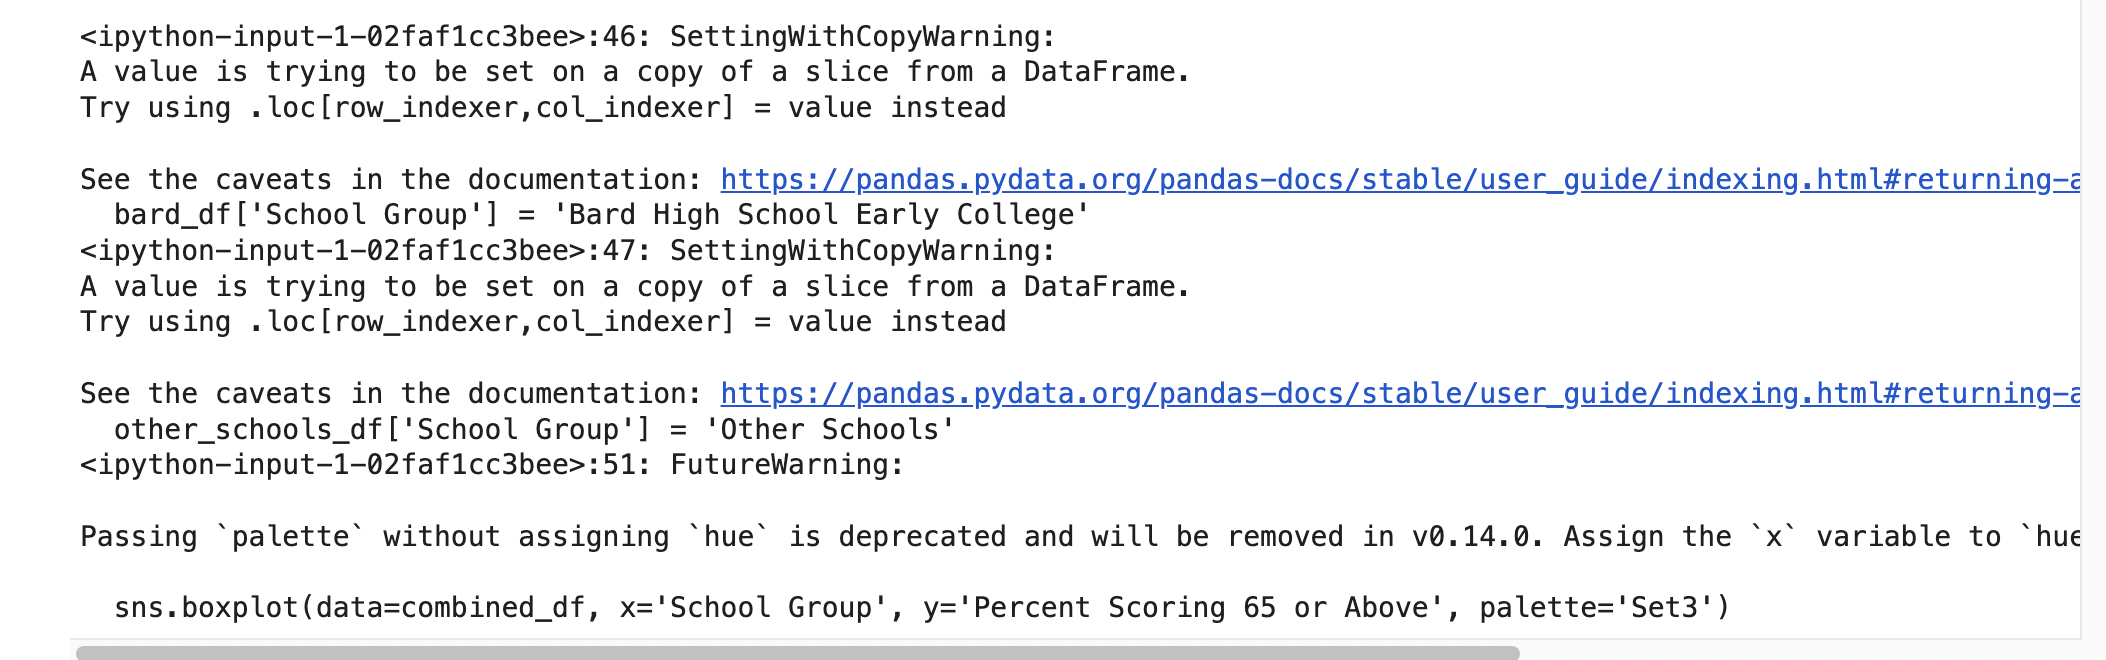 <ipython-input-1-02faf1cc3bee>:46: SettingWithCopyWarning:
A value is trying to be set on a copy of a slice from a DataFrame.
Try using .loc[row_indexer,col_indexer] = value instead
See the caveats in the documentation: https://pandas.pydata.org/pandas-docs/stable/user_guide/indexing.html#returning-a
bard_df['School Group'] = 'Bard High School Early College'
<ipython-input-1-02faf1cc3bee>:47: SettingWithCopyWarning:
A value is trying to be set on a copy of a slice from a DataFrame.
Try using .loc[row_indexer,col_indexer] = value instead
See the caveats in the documentation: https://pandas.pydata.org/pandas-docs/stable/user_guide/indexing.html#returning-a
other_schools_df['School Group'] = 'Other Schools'
<ipython-input-1-02faf1cc3bee>:51: FutureWarning:
Passing `palette` without assigning `hue` is deprecated and will be removed in v0.14.0. Assign the `x` variable to `hue
sns.boxplot(data=combined_df, x='School Group', y='Percent Scoring 65 or Above', palette='Set3')